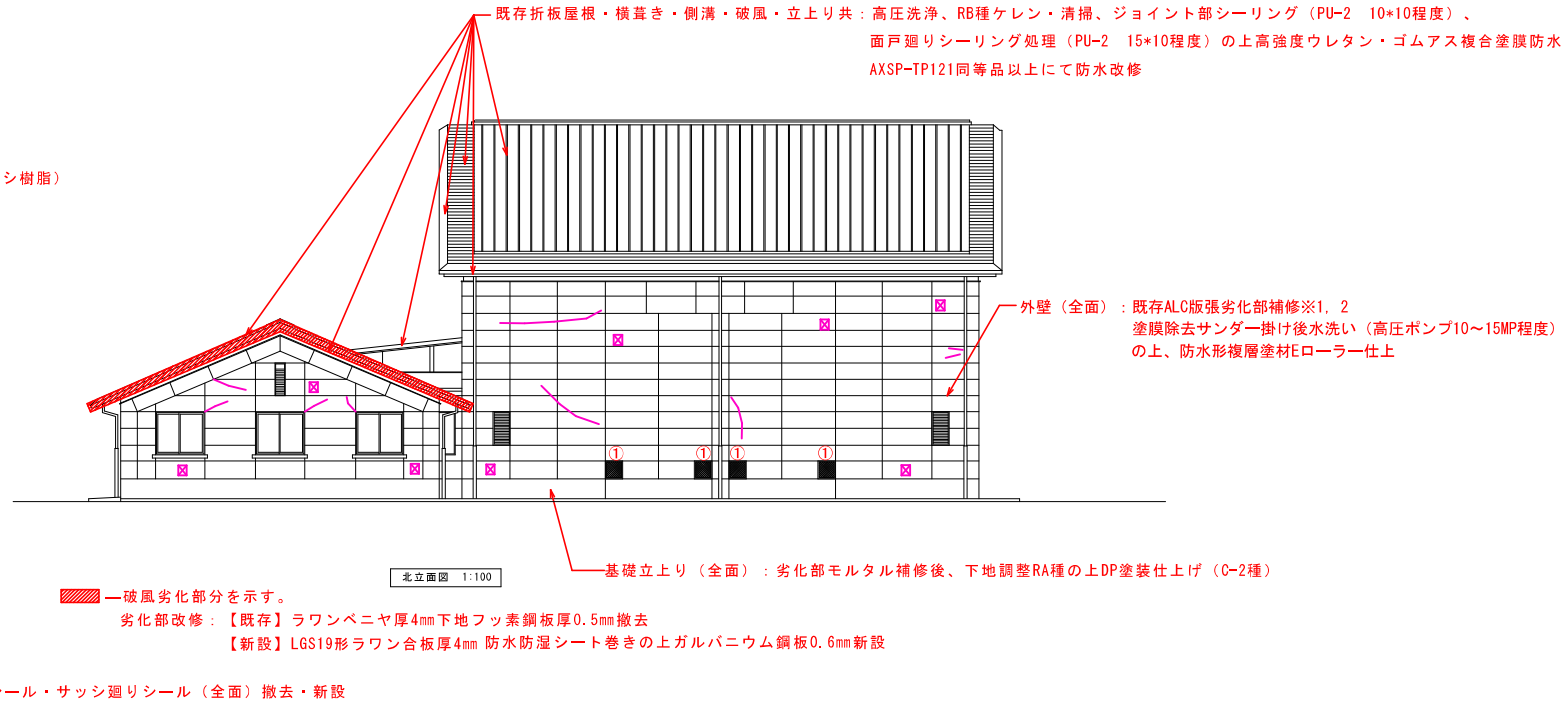 既存折板屋根・横葺き・側溝・破風・立上り共：高圧洗浄、RB種ケレン・清掃、ジョイント部シーリング（PU-2　10*10程度）、
面戸廻りシーリング処理（PU-2　15*10程度）の上高強度ウレタン・ゴムアス複合塗膜防水
AXSP-TP121同等品以上にて防水改修
シ樹脂）
外壁（全面）：既存ALC版張劣化部補修※1, 2
塗膜除去サンダー掛け後水洗い（高圧ポンプ10～15MP程度）
の上、防水形複層塗材Eローラー仕上
① ① ① ①
基礎立上り（全面）：劣化部モルタル補修後、下地調整RA種の上DP塗装仕上げ（C-2種）
北立面図　1:100
破風劣化部分を示す。
劣化部改修：【既存】ラワンベニヤ厚4mm下地フッ素鋼板厚0.5mm撤去
【新設】LGS19形ラワン合板厚4mm 防水防湿シート巻きの上ガルバニウム鋼板0.6mm新設
ール・サッシ廻りシール（全面）撤去・新設